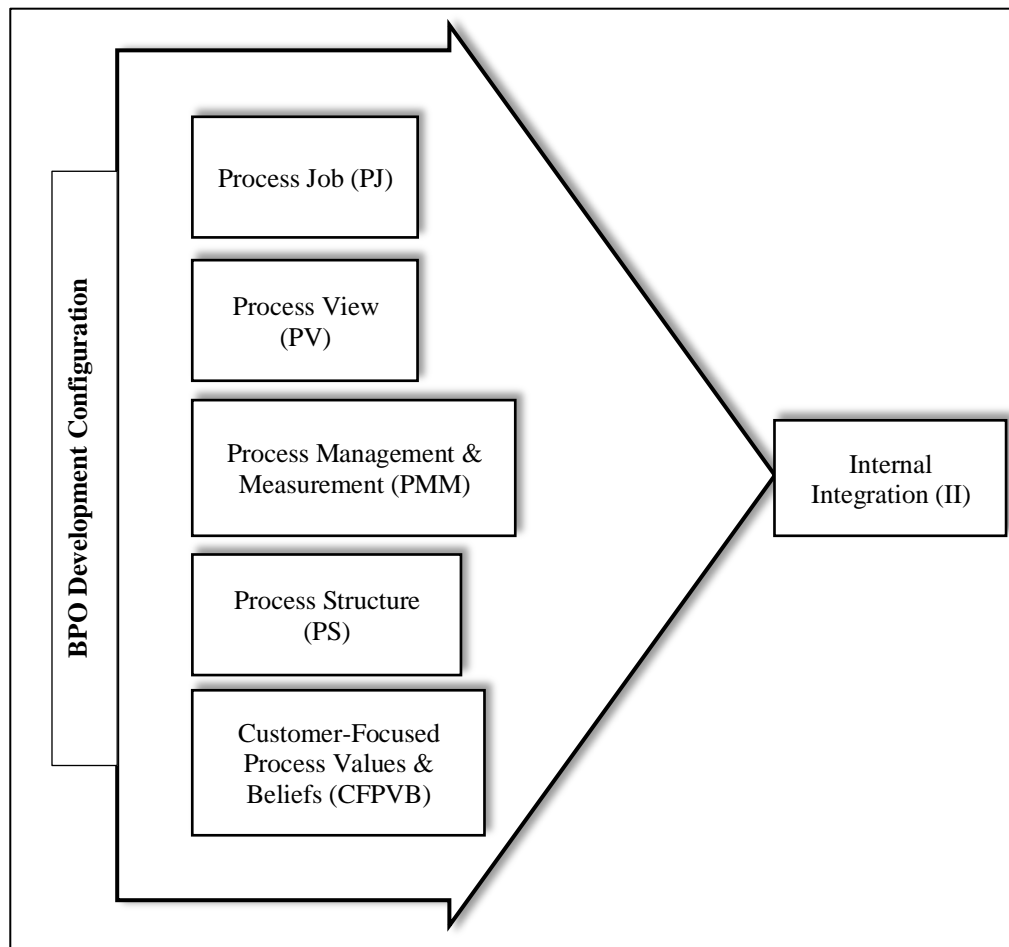 BPO Development Configuration
Process Job (PJ)
Process View
(PV)
Process Management &
Measurement (PMM)
Process Structure
(PS)
Customer-Focused
Process Values &
Beliefs (CFPVB)
Internal
Integration (II)